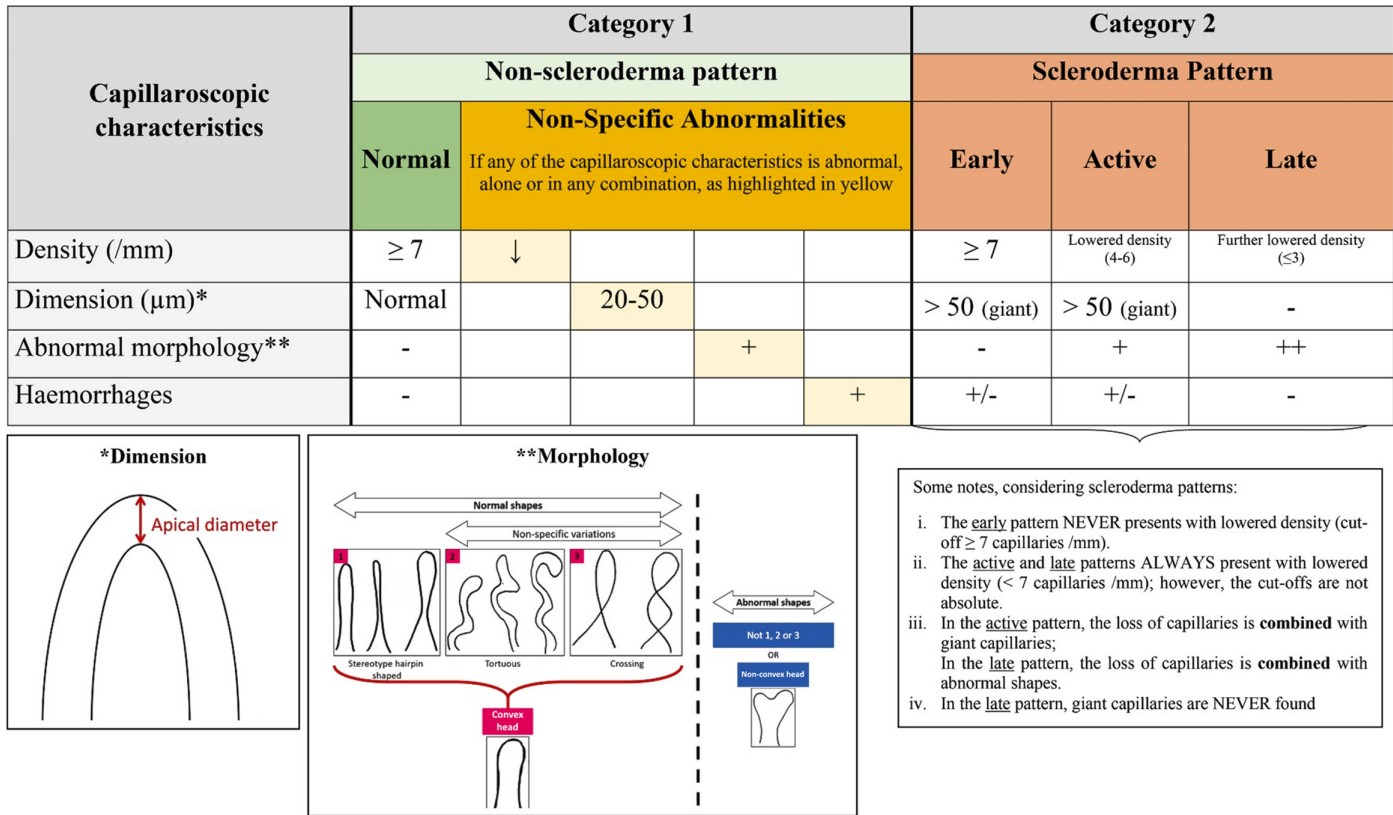 Capillaroscopic
characteristics
Category 1
Category 2
Non-scleroderma pattern
Scleroderma Pattern
Normal
Non-Specific Abnormalities
If any of the capillaroscopic characteristics is abnormal,
alone or in any combination, as highlighted in yellow
Early
Active
Late
Density (/mm)
≥ 7
↓
≥ 7
Lowered density
(4-6)
Further lowered density
(≤3)
Dimension (µm)*
Normal
20-50
> 50 (giant)
> 50 (giant)
-
Abnormal morphology**
-
+
-
+
++
Haemorrhages
-
+
+/-
+/-
-
*Dimension
Apical diameter
**Morphology
Normal shapes
Non-specific variations
1
2
3
Stereotype hairpin
shaped
Tortuous
Crossing
Convex
head
Abnormal shapes
Not 1, 2 or 3
OR
Non-convex head
Some notes, considering scleroderma patterns:
i. The early pattern NEVER presents with lowered density (cut-
off ≥ 7 capillaries /mm).
ii. The active and late patterns ALWAYS present with lowered
density (< 7 capillaries /mm); however, the cut-offs are not
absolute.
iii. In the active pattern, the loss of capillaries is combined with
giant capillaries;
In the late pattern, the loss of capillaries is combined with
abnormal shapes.
iv. In the late pattern, giant capillaries are NEVER found